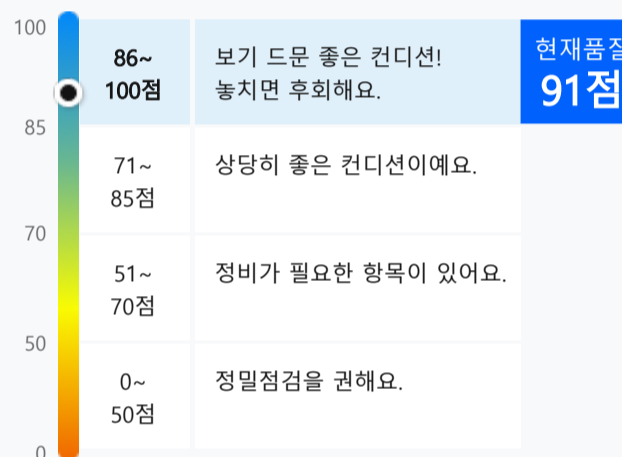 100
86~
100점
보기 드문 좋은 컨디션!
놓치면 후회해요.
현재품질
91점
85
71~
85점
상당히 좋은 컨디션이예요.
70
51~
70점
정비가 필요한 항목이 있어요.
50
0~
50점
정밀점검을 권해요.
0